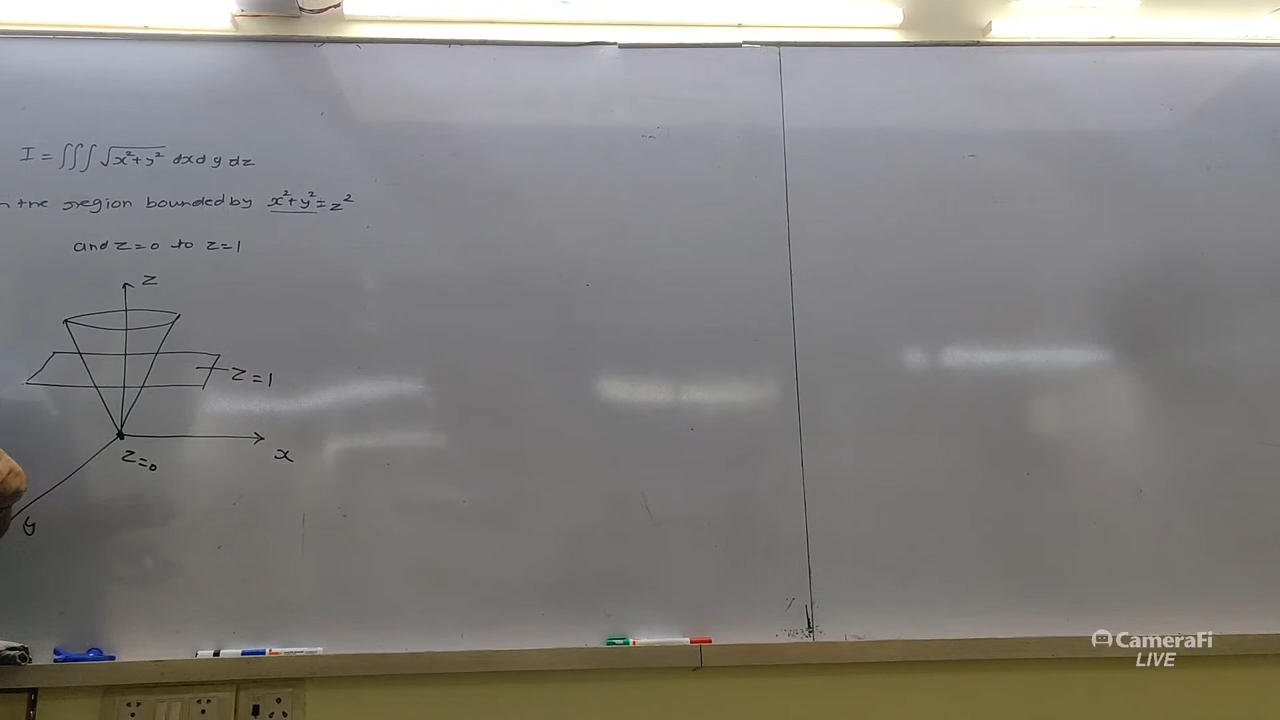 I = ∭ √x²+y² dxdydz
the region bounded by x²+y² = z²
and z=0 to z=1
z
z=1
x
z=0
y
CameraFi
LIVE